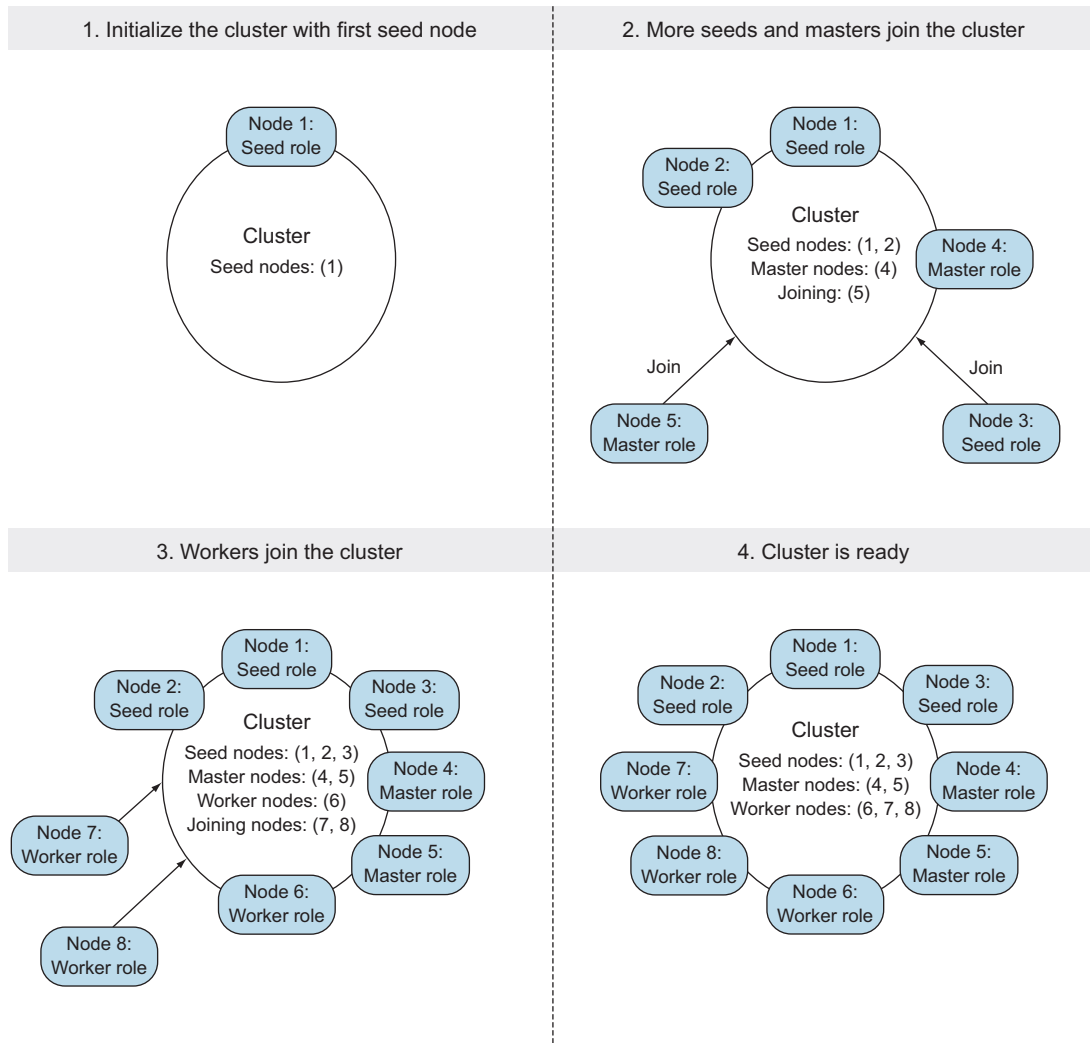 1. Initialize the cluster with first seed node
Node 1:
Seed role
Cluster
Seed nodes: (1)
2. More seeds and masters join the cluster
Node 1:
Seed role
Node 2:
Seed role
Cluster
Seed nodes: (1, 2)
Master nodes: (4)
Joining: (5)
Node 4:
Master role
Join
Join
Node 5:
Master role
Node 3:
Seed role
3. Workers join the cluster
Node 1:
Seed role
Node 2:
Seed role
Node 3:
Seed role
Cluster
Seed nodes: (1, 2, 3)
Master nodes: (4, 5)
Worker nodes: (6)
Joining nodes: (7, 8)
Node 4:
Master role
Node 7:
Worker role
Node 5:
Master role
Node 6:
Worker role
Node 8:
Worker role
4. Cluster is ready
Node 1:
Seed role
Node 2:
Seed role
Node 3:
Seed role
Cluster
Seed nodes: (1, 2, 3)
Master nodes: (4, 5)
Worker nodes: (6, 7, 8)
Node 7:
Worker role
Node 4:
Master role
Node 8:
Worker role
Node 5:
Master role
Node 6:
Worker role